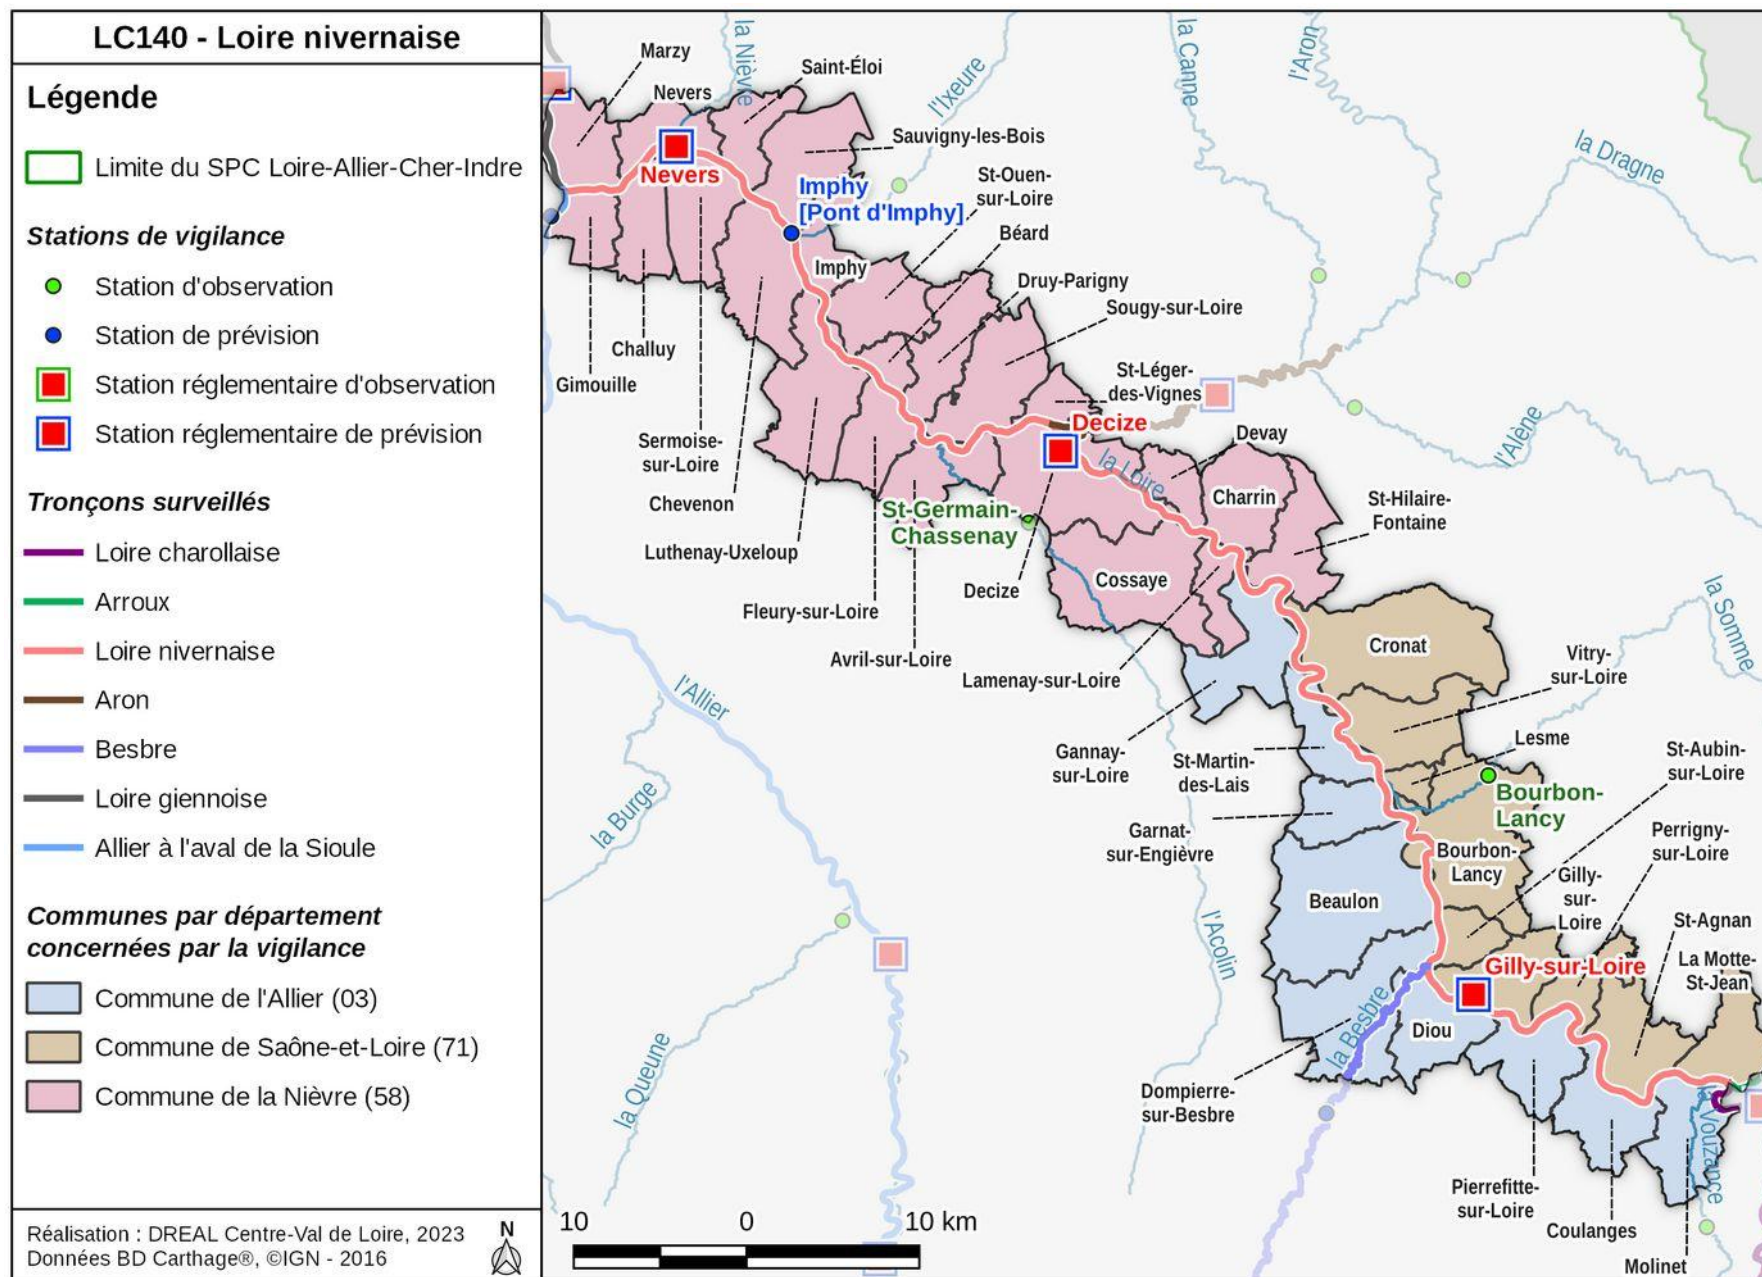 LC140 - Loire nivernaise
Légende
Limite du SPC Loire-Allier-Cher-Indre
Stations de vigilance
Station d'observation
Station de prévision
Station réglementaire d'observation
Station réglementaire de prévision
Tronçons surveillés
Loire charollaise
Arroux
Loire nivernaise
Aron
Besbre
Loire giennoise
Allier à l'aval de la Sioule
Communes par département
concernées par la vigilance
Commune de l'Allier (03)
Commune de Saône-et-Loire (71)
Commune de la Nièvre (58)
Réalisation : DREAL Centre-Val de Loire, 2023
Données BD Carthage®, ©IGN - 2016
N
Marzy
la Nièvre
Nevers
Saint-Éloi
l'Ixeure
la Canne
l'Aron
la Dragne
Sauvigny-les-Bois
Nevers
Imphy
[Pont d'Imphy]
St-Ouen-
sur-Loire
Béard
Imphy
Druy-Parigny
Sougy-sur-Loire
Challuy
Gimouille
St-Léger-
des-Vignes
Decize
Devay
l'Alène
Sermoise-
sur-Loire
la Loire
Charrin
St-Hilaire-
Fontaine
Chevenon
St-Germain-
Chassenay
Luthenay-Uxeloup
Cossaye
Decize
Fleury-sur-Loire
la Somme
Cronat
Avril-sur-Loire
Lamenay-sur-Loire
Vitry-
sur-Loire
l'Allier
Gannay-
sur-Loire
St-Martin-
des-Lais
Lesme
St-Aubin-
sur-Loire
Bourbon-
Lancy
la Burge
Garnat-
sur-Engièvre
Perrigny-
sur-Loire
Bourbon-
Lancy
Gilly-
sur-
Loire
Beaulon
St-Agnan
l'Acolin
La Motte-
St-Jean
Gilly-sur-Loire
la Besbre
Diou
la Queune
Dompierre-
sur-Besbre
la Vouzance
Pierrefitte-
sur-Loire
Coulanges
Molinet
10 0 10 km